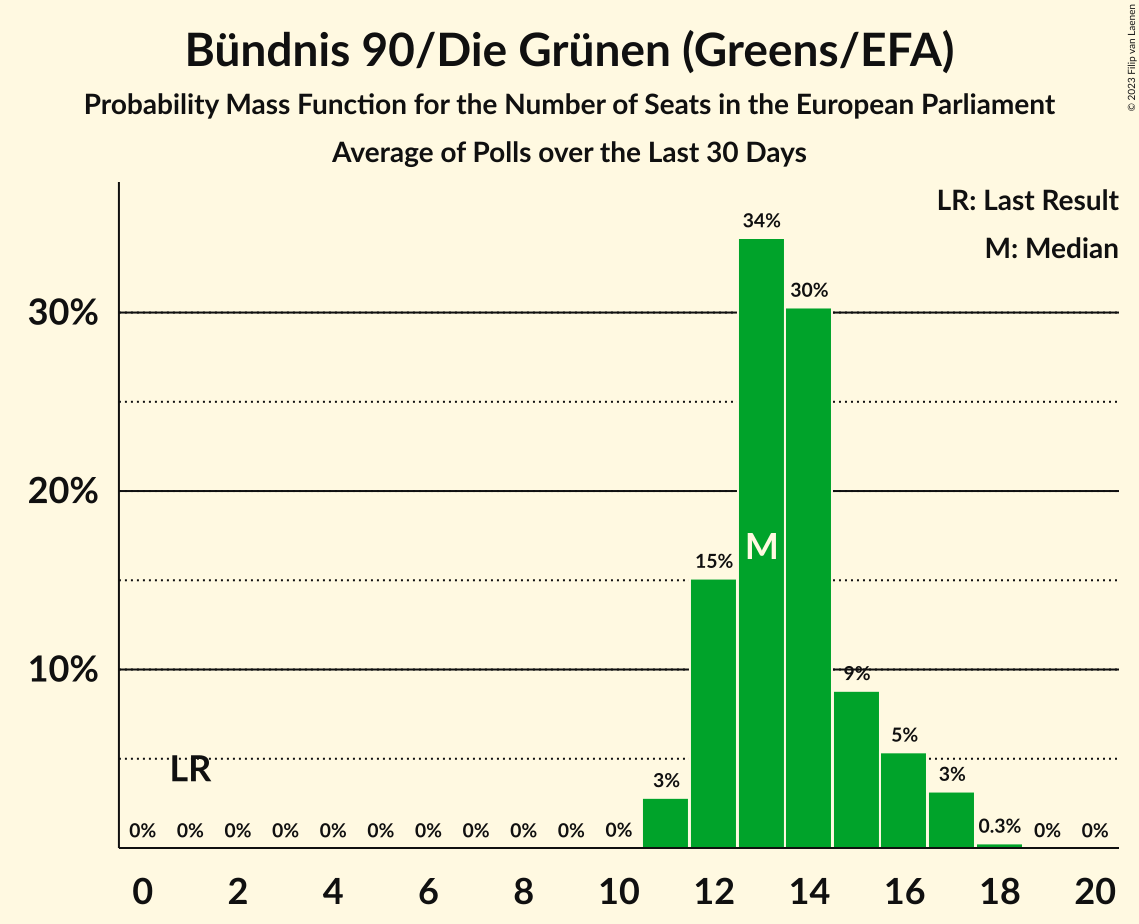 Bündnis 90/Die Grünen (Greens/EFA)
Probability Mass Function for the Number of Seats in the European Parliament
Average of Polls over the Last 30 Days
© 2023 Filip van Laenen
LR: Last Result
M: Median
34%
30%
30%
20%
M
15%
10%
9%
5%
LR
3%
3%
0% 0% 0% 0% 0% 0% 0% 0% 0% 0% 0% 0.3% 0% 0%
0 2 4 6 8 10 12 14 16 18 20